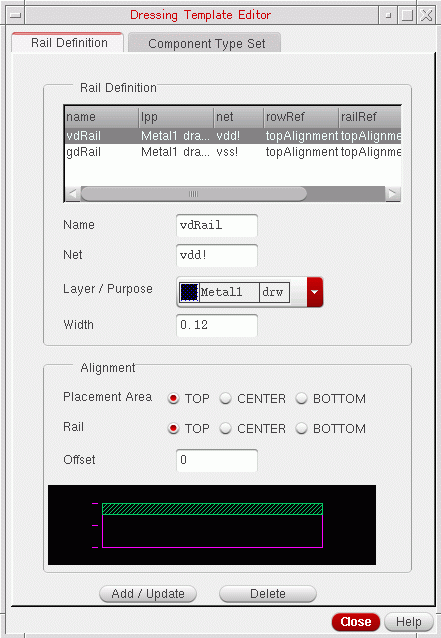 Dressing Template Editor
Rail Definition Component Type Set
Rail Definition
name lpp net rowRef railRef
vdRail Metal1 dra... vdd! topAlignment topAlignme
gdRail Metal1 dra... vss! topAlignment topAlignme
Name vdRail
Net vdd!
Layer / Purpose Metal1 drw
Width 0.12
Alignment
Placement Area TOP CENTER BOTTOM
Rail TOP CENTER BOTTOM
Offset 0
Add / Update Delete
Close Help